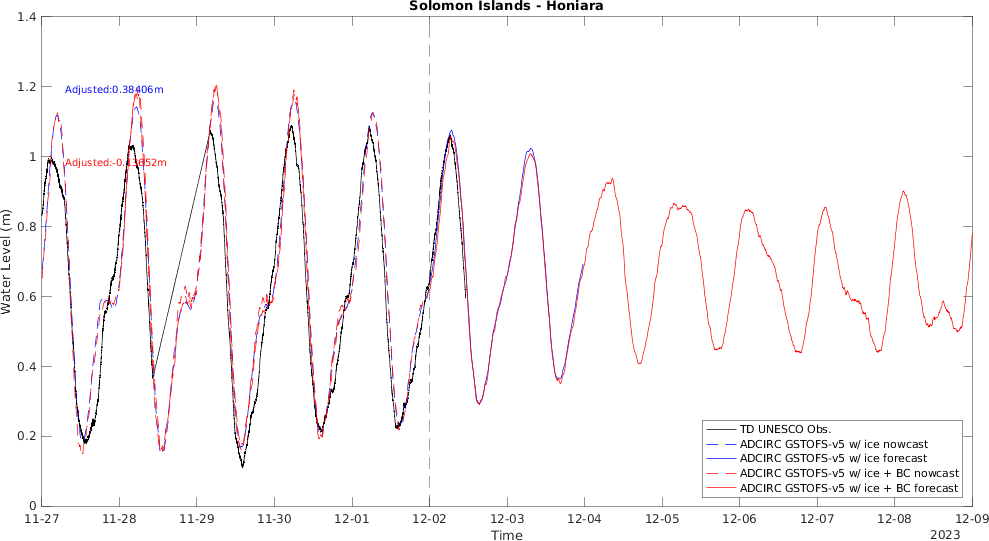 Solomon Islands - Honiara
1.4
1.2
1
0.8
0.6
0.4
0.2
0
Water Level (m)
Adjusted:0.38406m
TD UNESCO Obs.
ADCIRC GSTOFS-v5 w/ ice nowcast
ADCIRC GSTOFS-v5 w/ ice forecast
ADCIRC GSTOFS-v5 w/ ice + BC nowcast
ADCIRC GSTOFS-v5 w/ ice + BC forecast
11-27
11-28
11-29
11-30
12-01
12-02
12-03
12-04
12-05
12-06
12-07
12-08
12-09
Time
2023